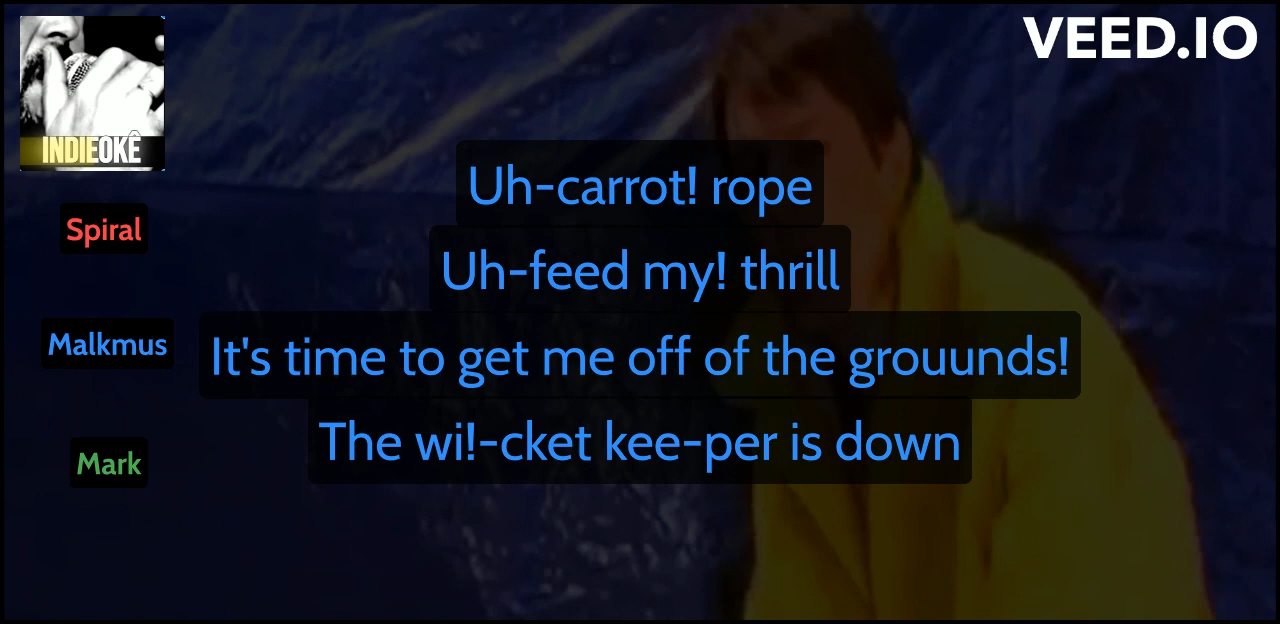 VEED.IO
INDIEOKÊ
Spiral
Malkmus
Mark
Uh-carrot! rope
Uh-feed my! thrill
It's time to get me off of the grouunds!
The wi!-cket kee-per is down